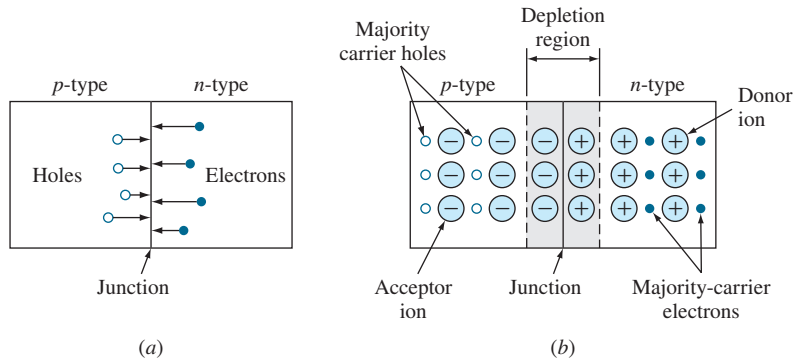 p-type
n-type
Holes
Electrons
Junction
(a)
Majority
carrier holes
Depletion
region
p-type
n-type
Donor
ion
Acceptor
ion
Junction
Majority-carrier
electrons
(b)